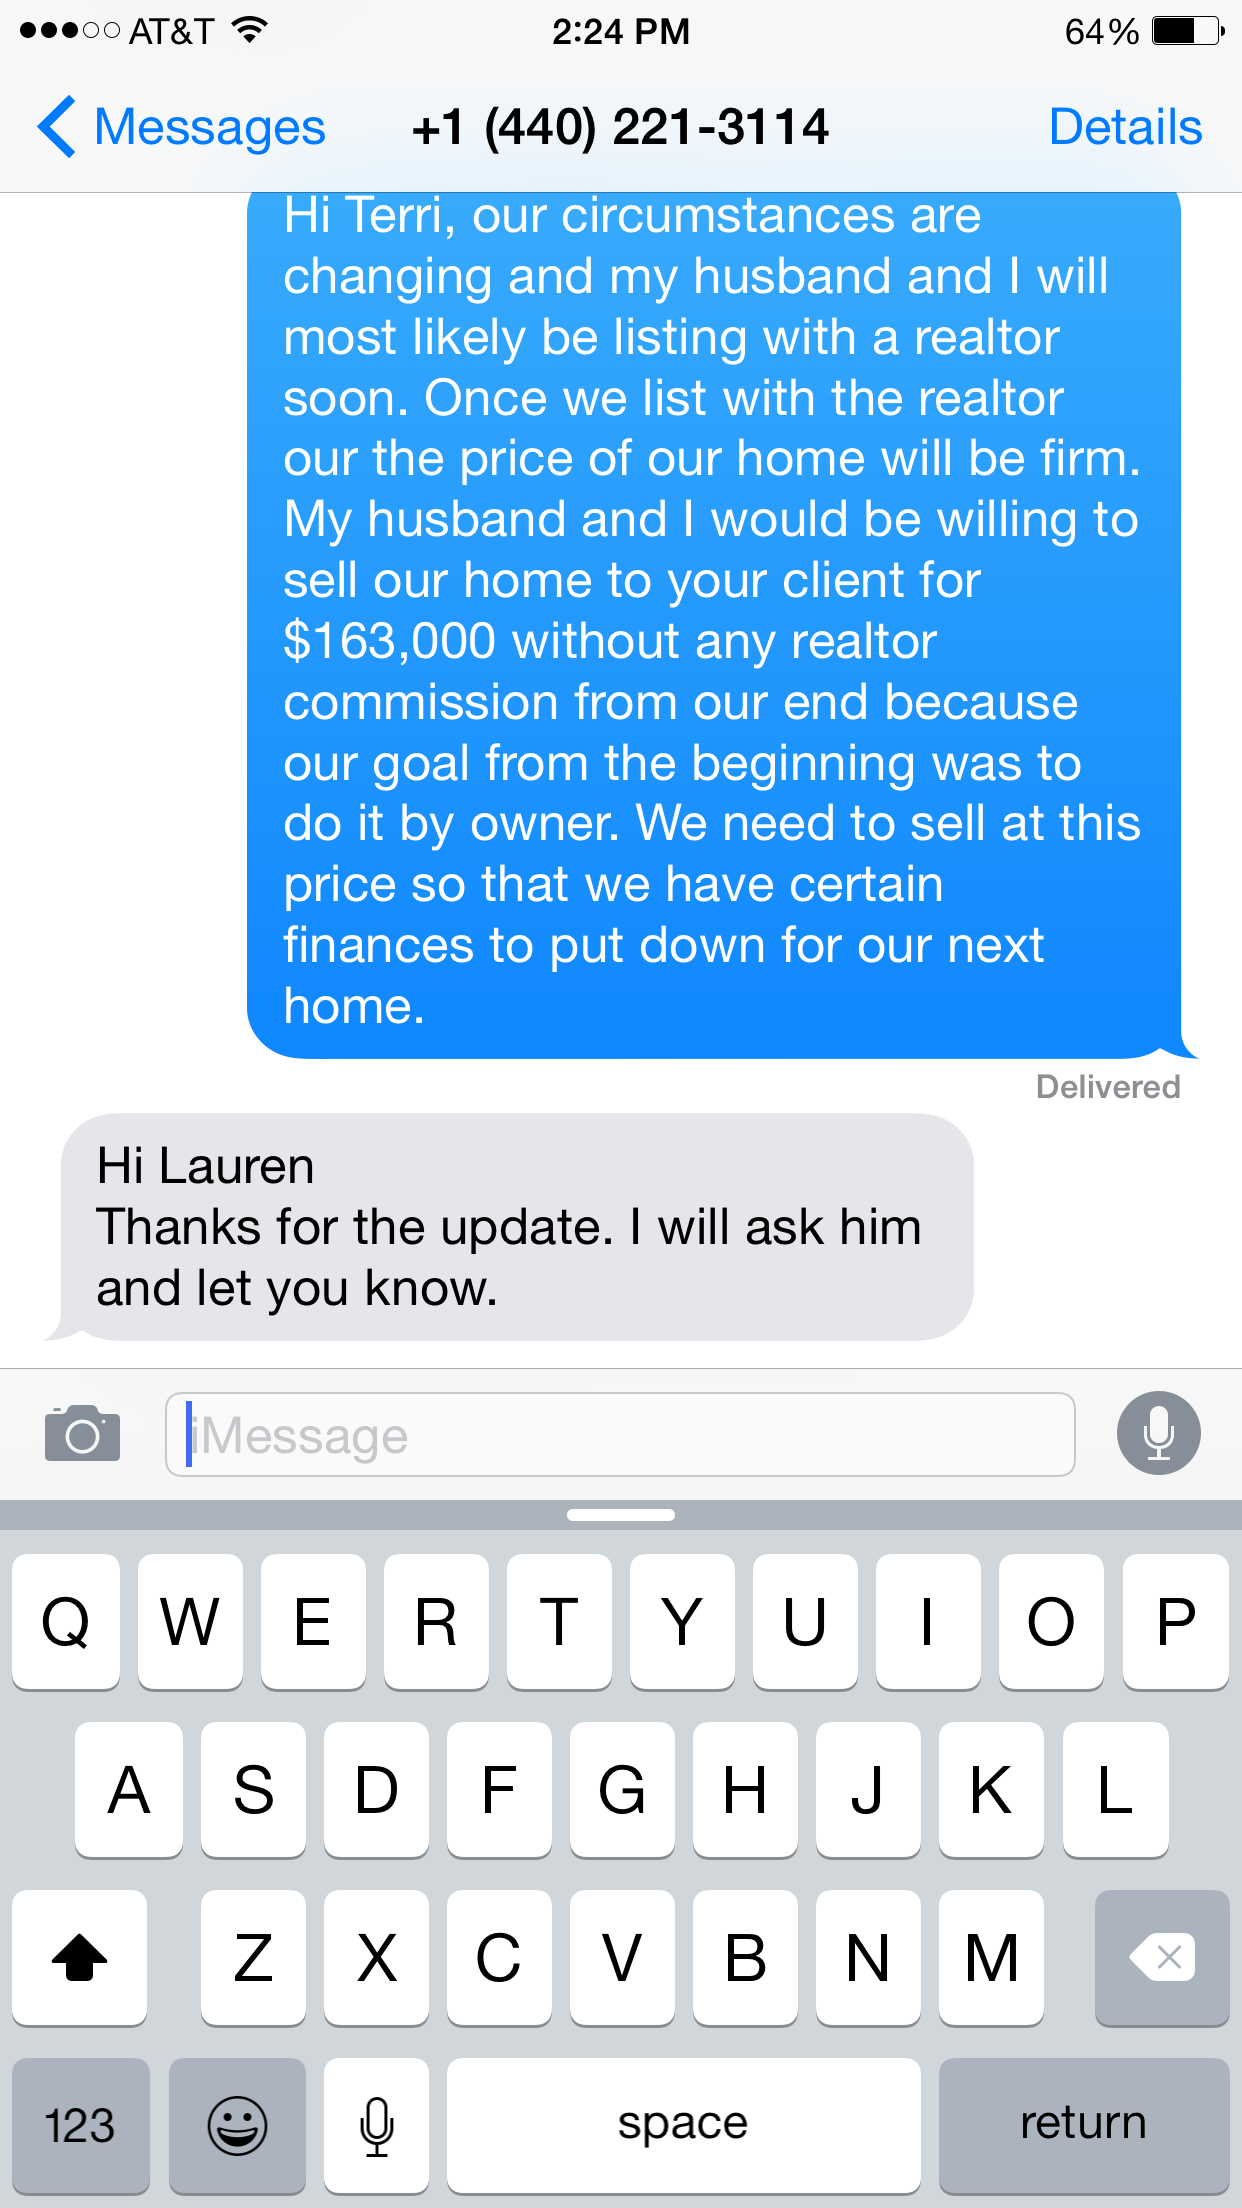 AT&T 2:24 PM 64%
Messages +1 (440) 221-3114 Details
Hi Terri, our circumstances are
changing and my husband and I will
most likely be listing with a realtor
soon. Once we list with the realtor
our the price of our home will be firm.
My husband and I would be willing to
sell our home to your client for
$163,000 without any realtor
commission from our end because
our goal from the beginning was to
do it by owner. We need to sell at this
price so that we have certain
finances to put down for our next
home.
Delivered
Hi Lauren
Thanks for the update. I will ask him
and let you know.
iMessage
Q W E R T Y U I O P
A S D F G H J K L
Z X C V B N M
123 space return